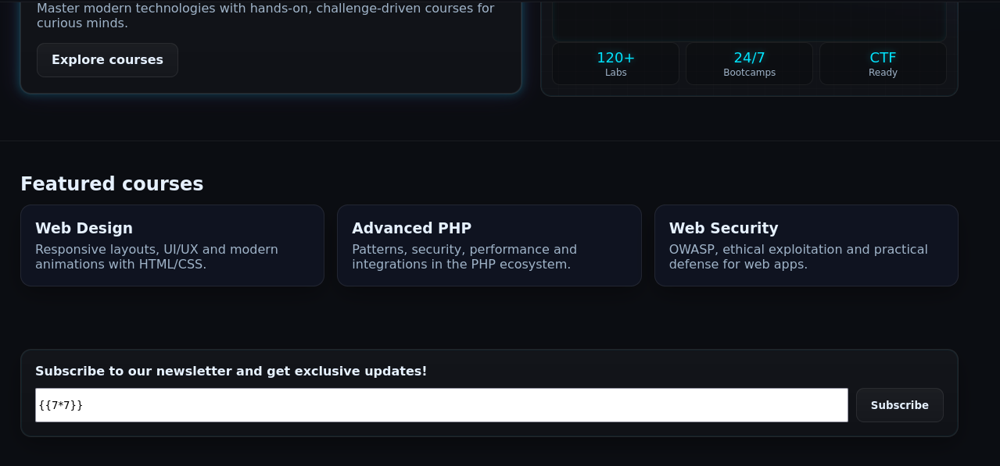 Master modern technologies with hands-on, challenge-driven courses for
curious minds.
Explore courses
120+
Labs
24/7
Bootcamps
CTF
Ready
Featured courses
Web Design
Responsive layouts, UI/UX and modern
animations with HTML/CSS.
Advanced PHP
Patterns, security, performance and
integrations in the PHP ecosystem.
Web Security
OWASP, ethical exploitation and practical
defense for web apps.
Subscribe to our newsletter and get exclusive updates!
{{7*7}}
Subscribe